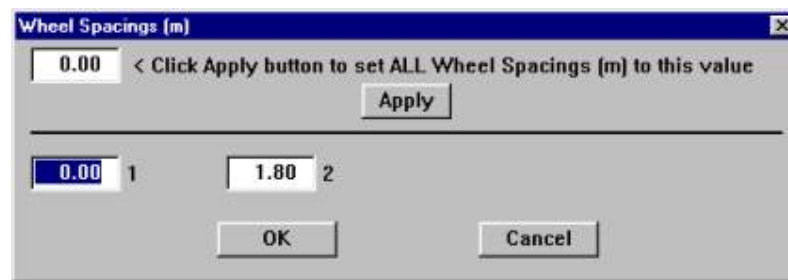 Wheel Spacings (m)
0.00 < Click Apply button to set ALL Wheel Spacings (m) to this value
Apply
0.00 1 1.80 2
OK Cancel